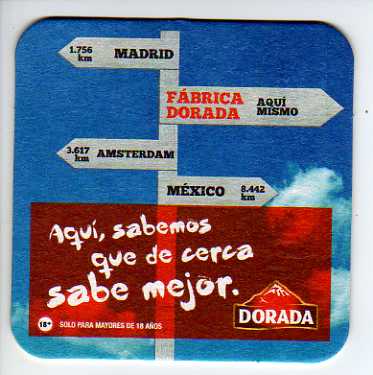 1.756 km MADRID
FÁBRICA DORADA AQUÍ MISMO
3.617 km AMSTERDAM
MÉXICO 8.442 km
Aquí, sabemos
que de cerca
sabe mejor.
DORADA
18+ SOLO PARA MAYORES DE 18 AÑOS